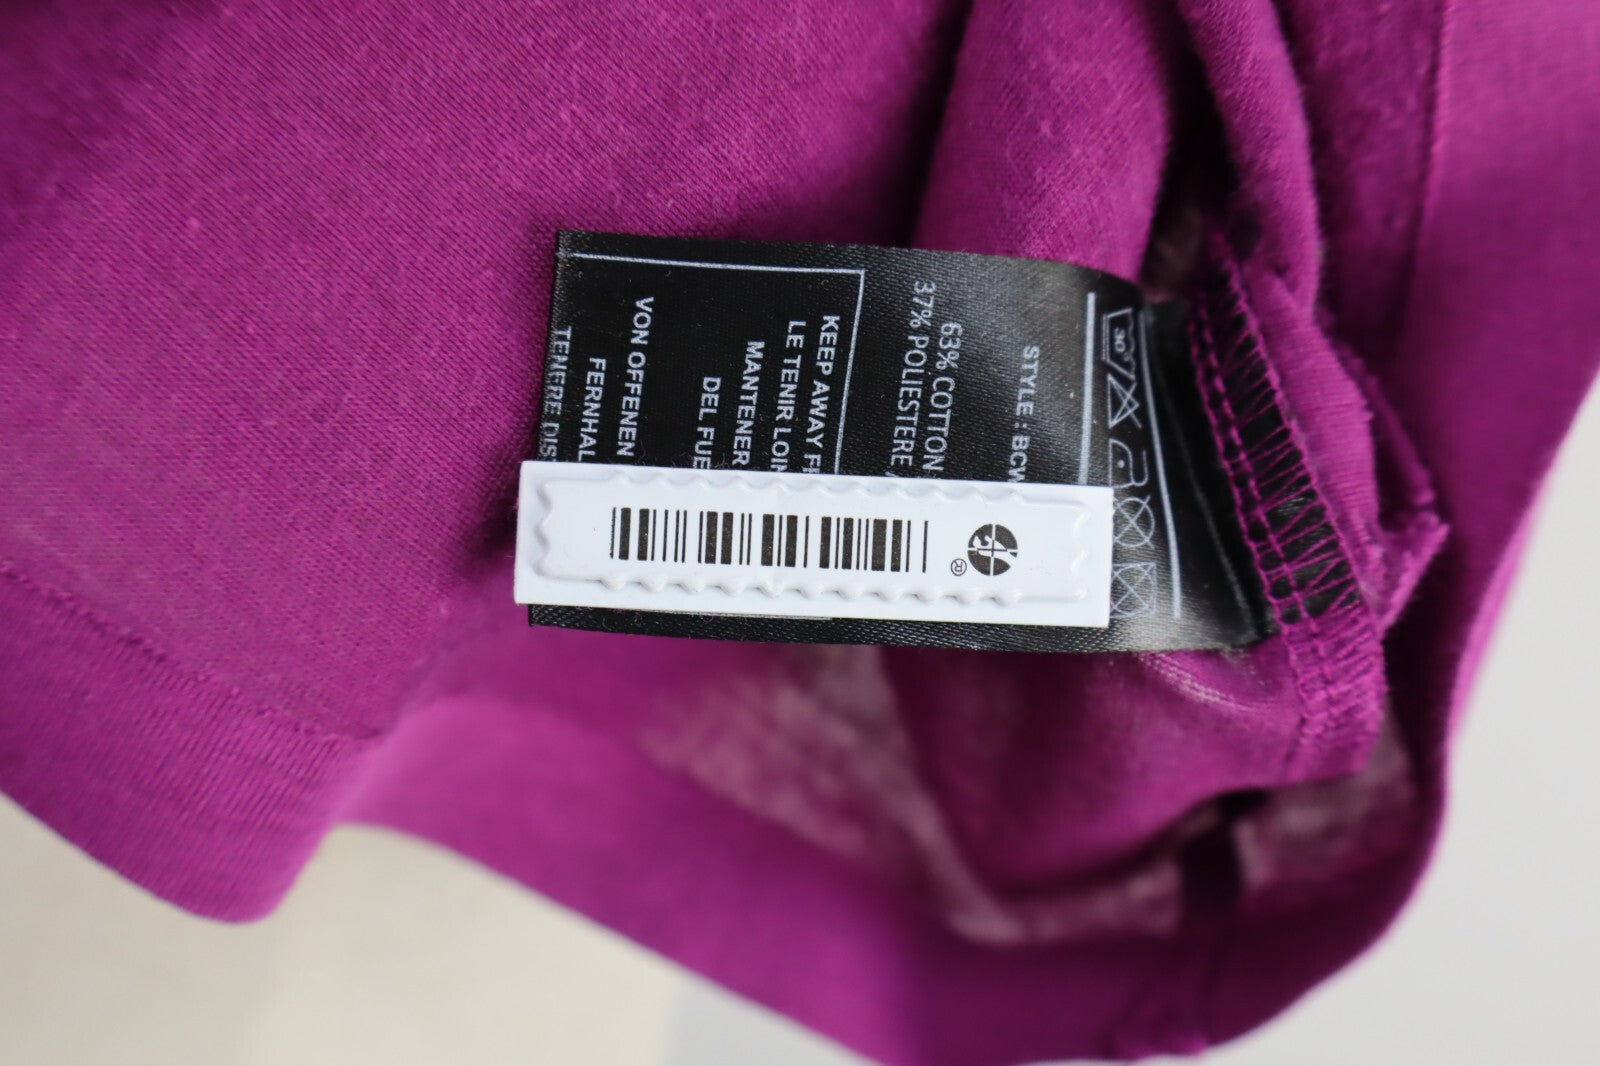 30°
STYLE : BCW
63% COTTON
37% POLIESTERE
KEEP AWAY
LE TENIR LOIN
MANTENER
DEL FUE
VON OFFENEN
FERNHAL
TENERE DIS
®